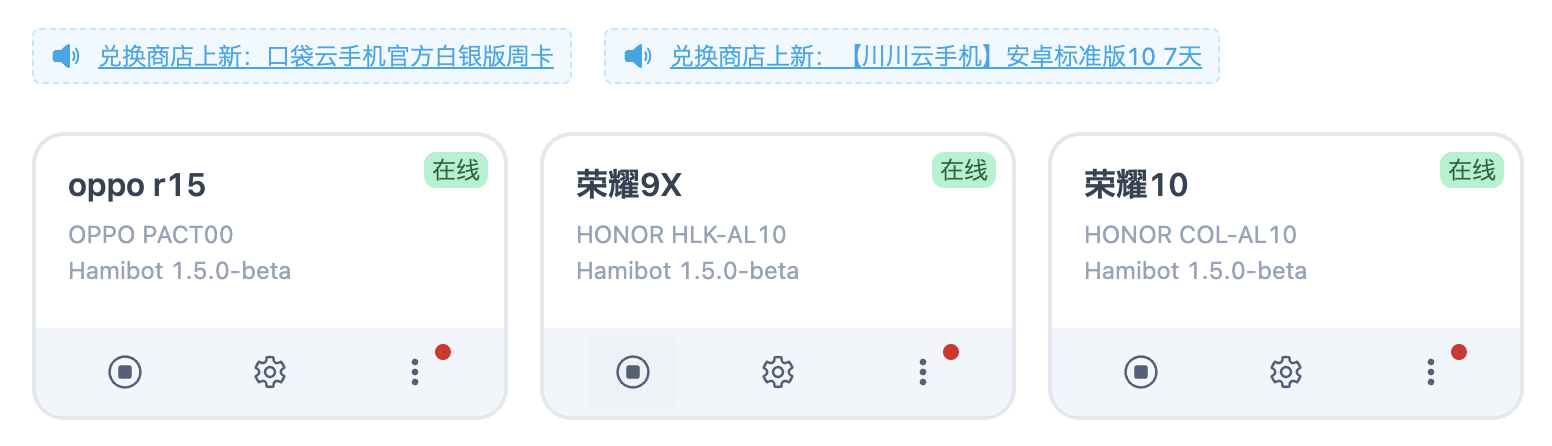 兑换商店上新：口袋云手机官方白银版周卡
兑换商店上新：【川川云手机】安卓标准版10 7天
oppo r15
在线
OPPO PACT00
Hamibot 1.5.0-beta
荣耀9X
在线
HONOR HLK-AL10
Hamibot 1.5.0-beta
荣耀10
在线
HONOR COL-AL10
Hamibot 1.5.0-beta